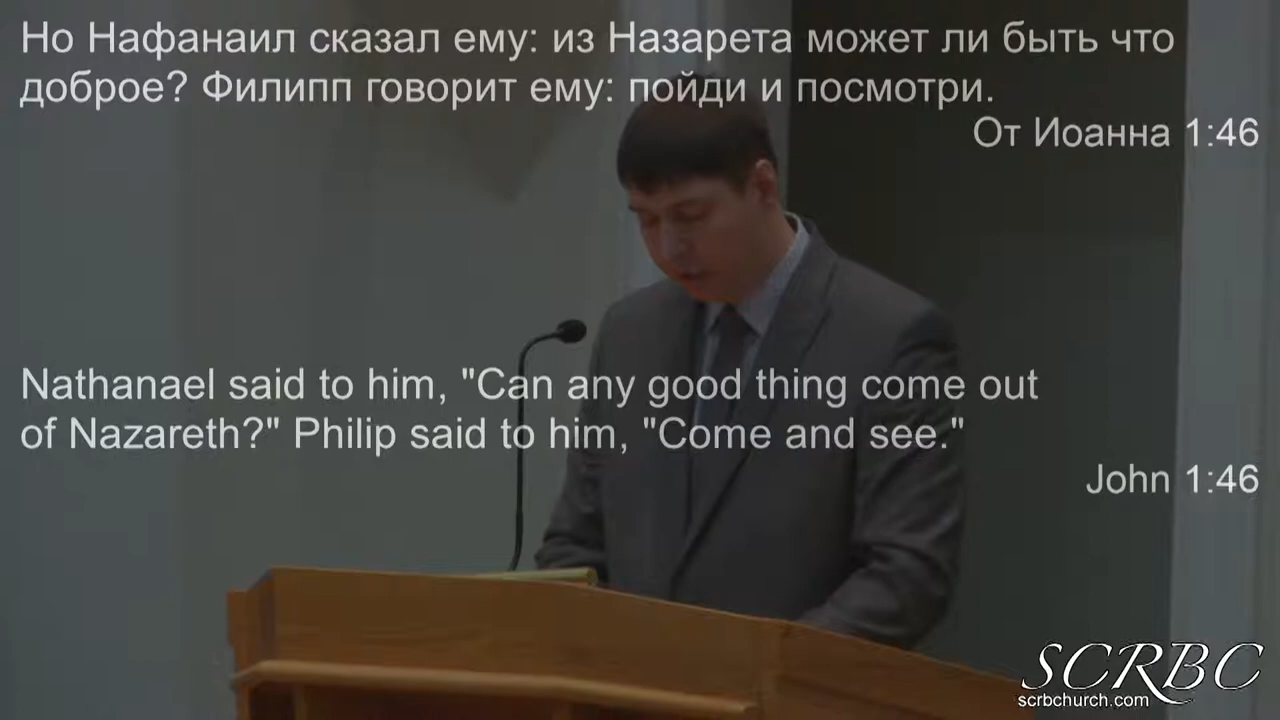 Но Нафанаил сказал ему: из Назарета может ли быть что
доброе? Филипп говорит ему: пойди и посмотри.
От Иоанна 1:46
Nathanael said to him, "Can any good thing come out
of Nazareth?" Philip said to him, "Come and see."
John 1:46
SCRBC
scrbchurch.com